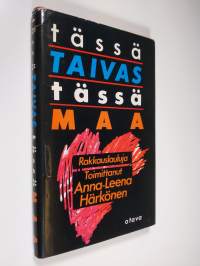 tässä
TAIVAS
tässä
MAA
Rakkauslauluja
Toimittanut
Anna-Leena
Härkönen
otava